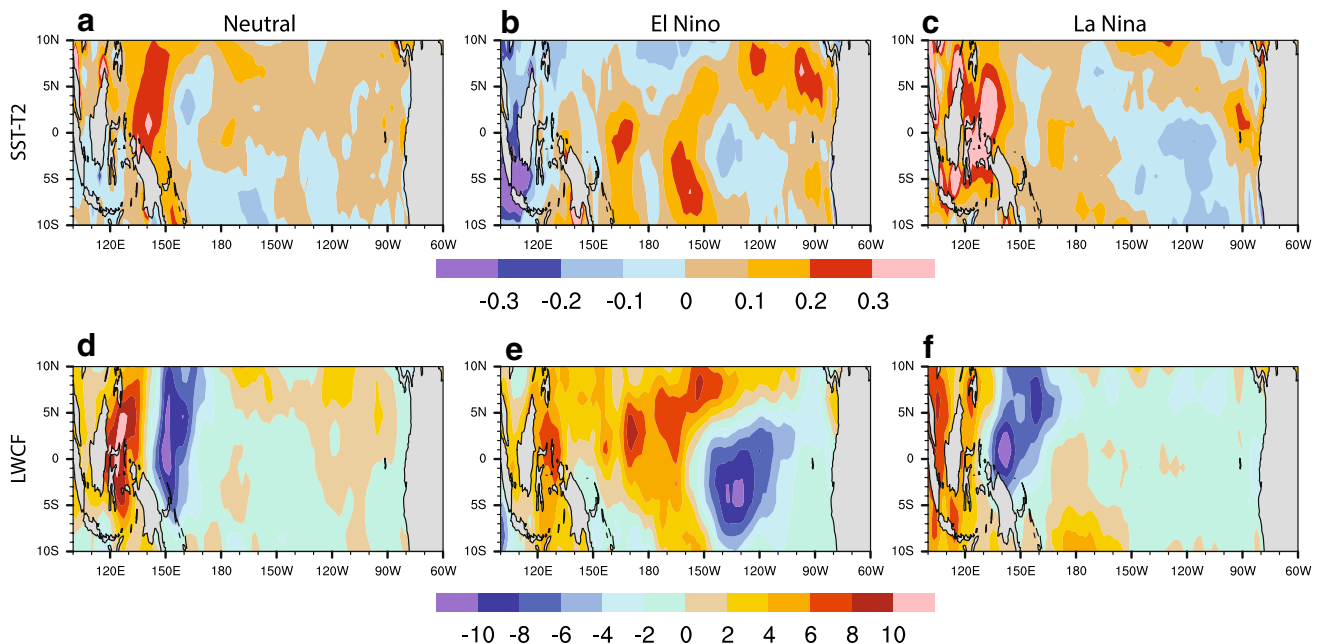 a Neutral b El Nino c La Nina
10N 10N 10N
5N 5N 5N
SST-T2 0 0 0
5S 5S 5S
10S 10S 10S
120E 150E 180 150W 120W 90W 60W 120E 150E 180 150W 120W 90W 60W 120E 150E 180 150W 120W 90W 60W
-0.3 -0.2 -0.1 0 0.1 0.2 0.3
d e f
10N 10N 10N
5N 5N 5N
LWCF 0 0 0
5S 5S 5S
10S 10S 10S
120E 150E 180 150W 120W 90W 60W 120E 150E 180 150W 120W 90W 60W 120E 150E 180 150W 120W 90W 60W
-10 -8 -6 -4 -2 0 2 4 6 8 10